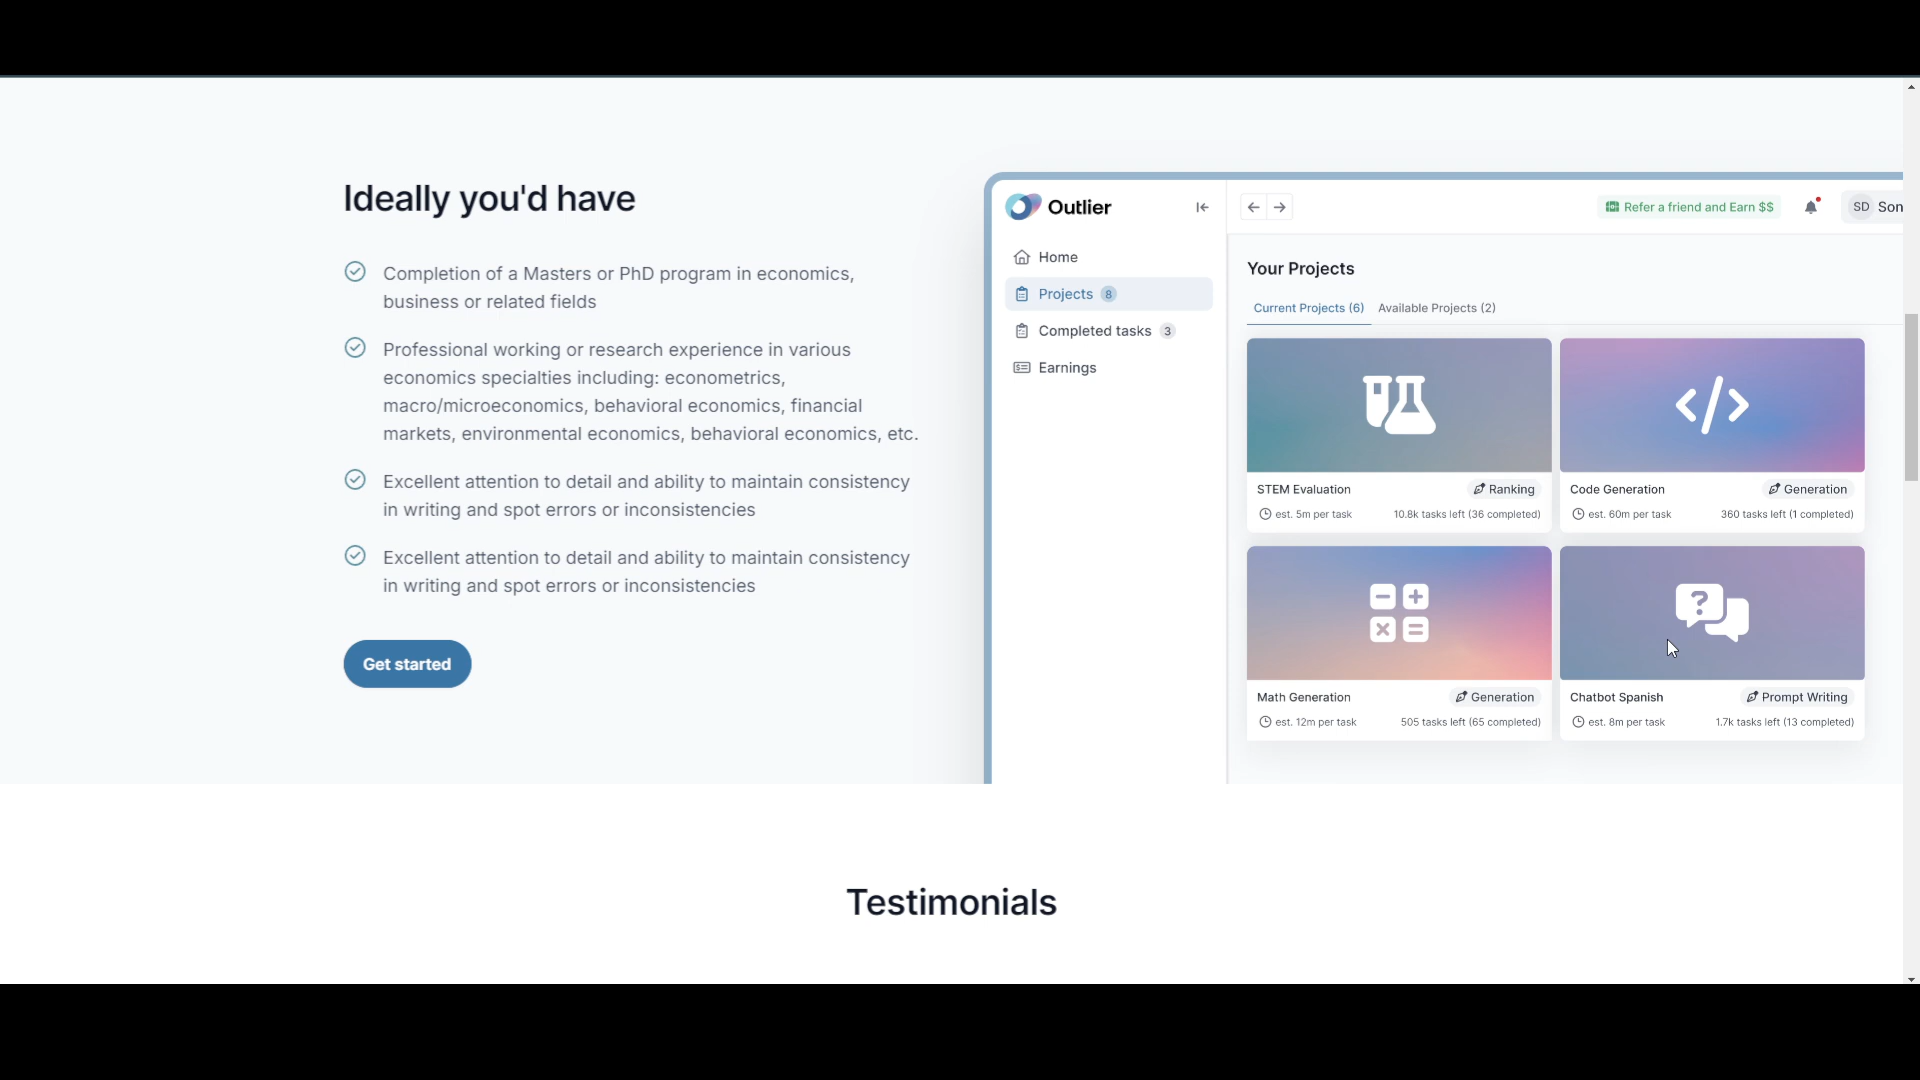 Ideally you'd have
Completion of a Masters or PhD program in economics,
business or related fields
Professional working or research experience in various
economics specialties including: econometrics,
macro/microeconomics, behavioral economics, financial
markets, environmental economics, behavioral economics, etc.
Excellent attention to detail and ability to maintain consistency
in writing and spot errors or inconsistencies
Excellent attention to detail and ability to maintain consistency
in writing and spot errors or inconsistencies
Get started
Outlier
Home
Projects 8
Completed tasks 3
Earnings
Refer a friend and Earn $$
SD Son
Your Projects
Current Projects (6) Available Projects (2)
STEM Evaluation Ranking
est. 5m per task 10.8k tasks left (36 completed)
Code Generation Generation
est. 60m per task 360 tasks left (1 completed)
Math Generation Generation
est. 12m per task 505 tasks left (65 completed)
Chatbot Spanish Prompt Writing
est. 8m per task 1.7k tasks left (13 completed)
Testimonials